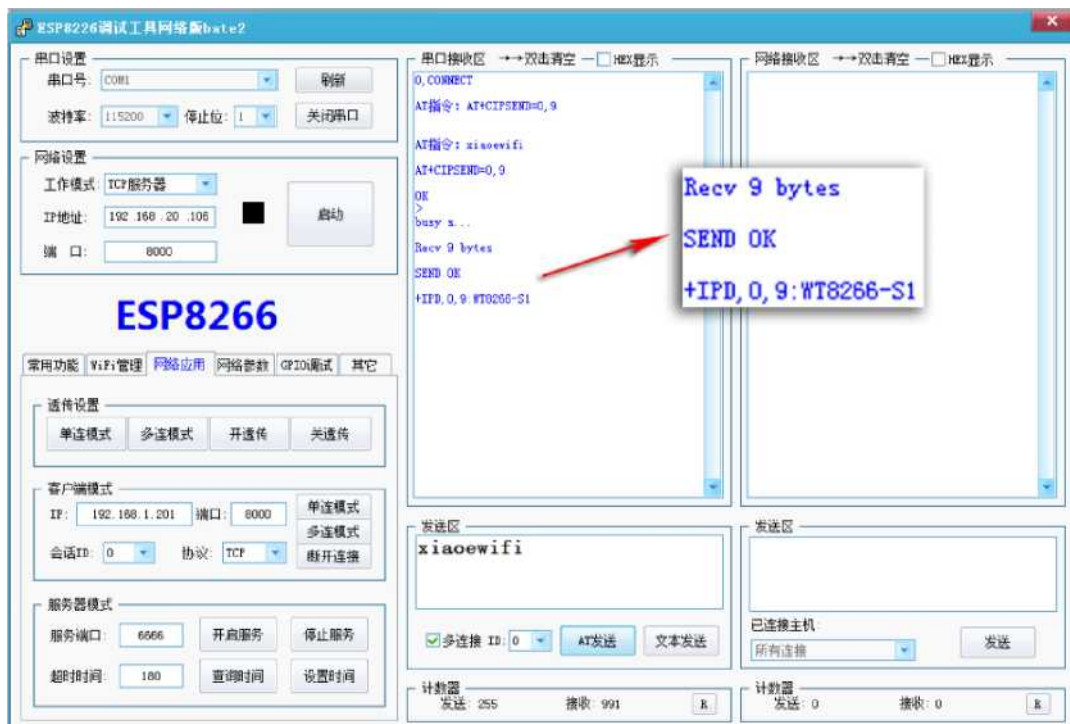 ESP8226调试工具网络版bate2
串口设置
串口号: COM1 刷新
波特率: 115200 停止位: 1 关闭串口
网络设置
工作模式 TCP服务器
IP地址: 192 .168 .20 .106 启动
端 口: 8000
ESP8266
常用功能 WiFi管理 网络应用 网络参数 GPIO调试 其它
透传设置
单连模式 多连模式 开透传 关透传
客户端模式
IP: 192.168.1.201 端口: 8000 单连模式
多连模式
会话ID: 0 协议: TCP 断开连接
服务器模式
服务端口: 6666 开启服务 停止服务
超时时间: 180 查询时间 设置时间
串口接收区 →→双击清空 HEX显示
0,CONNECT
AT指令: AT+CIPSEND=0,9
AT指令: xiaoewifi
AT+CIPSEND=0,9
OK
>
busy s...
Recv 9 bytes
SEND OK
+IPD,0,9:WT8266-S1
Recv 9 bytes
SEND OK
+IPD,0,9:WT8266-S1
发送区
xiaoewifi
多连接 ID: 0 AT发送 文本发送
计数器
发送: 255 接收: 991 R
网络接收区 →→双击清空 HEX显示
发送区
已连接主机:
所有连接 发送
计数器
发送: 0 接收: 0 R